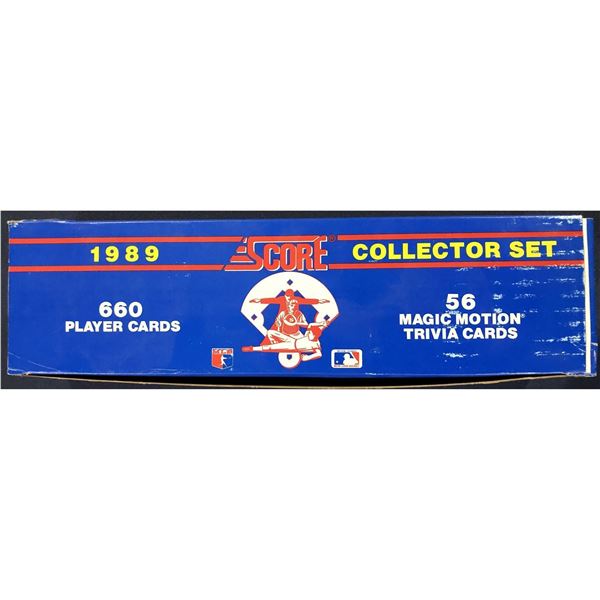 1989
SCORE®
COLLECTOR SET
660
PLAYER CARDS
56
MAGIC MOTION®
TRIVIA CARDS